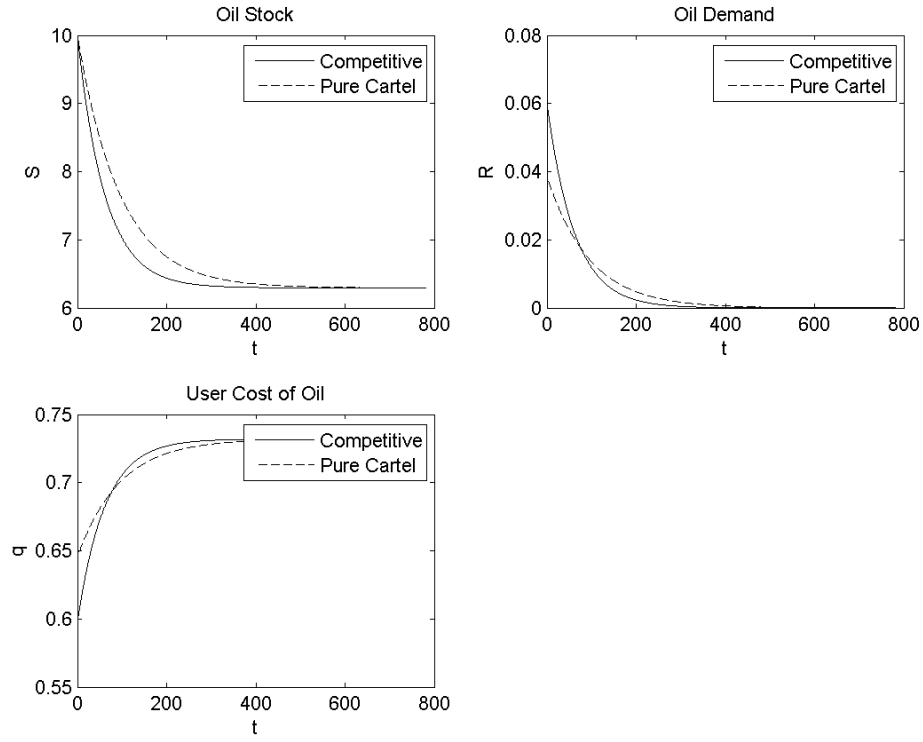 Oil Stock
10
9
8
7
6
S
0
200
400
600
800
t
Competitive
Pure Cartel
Oil Demand
0.08
0.06
0.04
0.02
0
R
0
200
400
600
800
t
Competitive
Pure Cartel
User Cost of Oil
0.75
0.7
0.65
0.6
0.55
q
0
200
400
600
800
t
Competitive
Pure Cartel